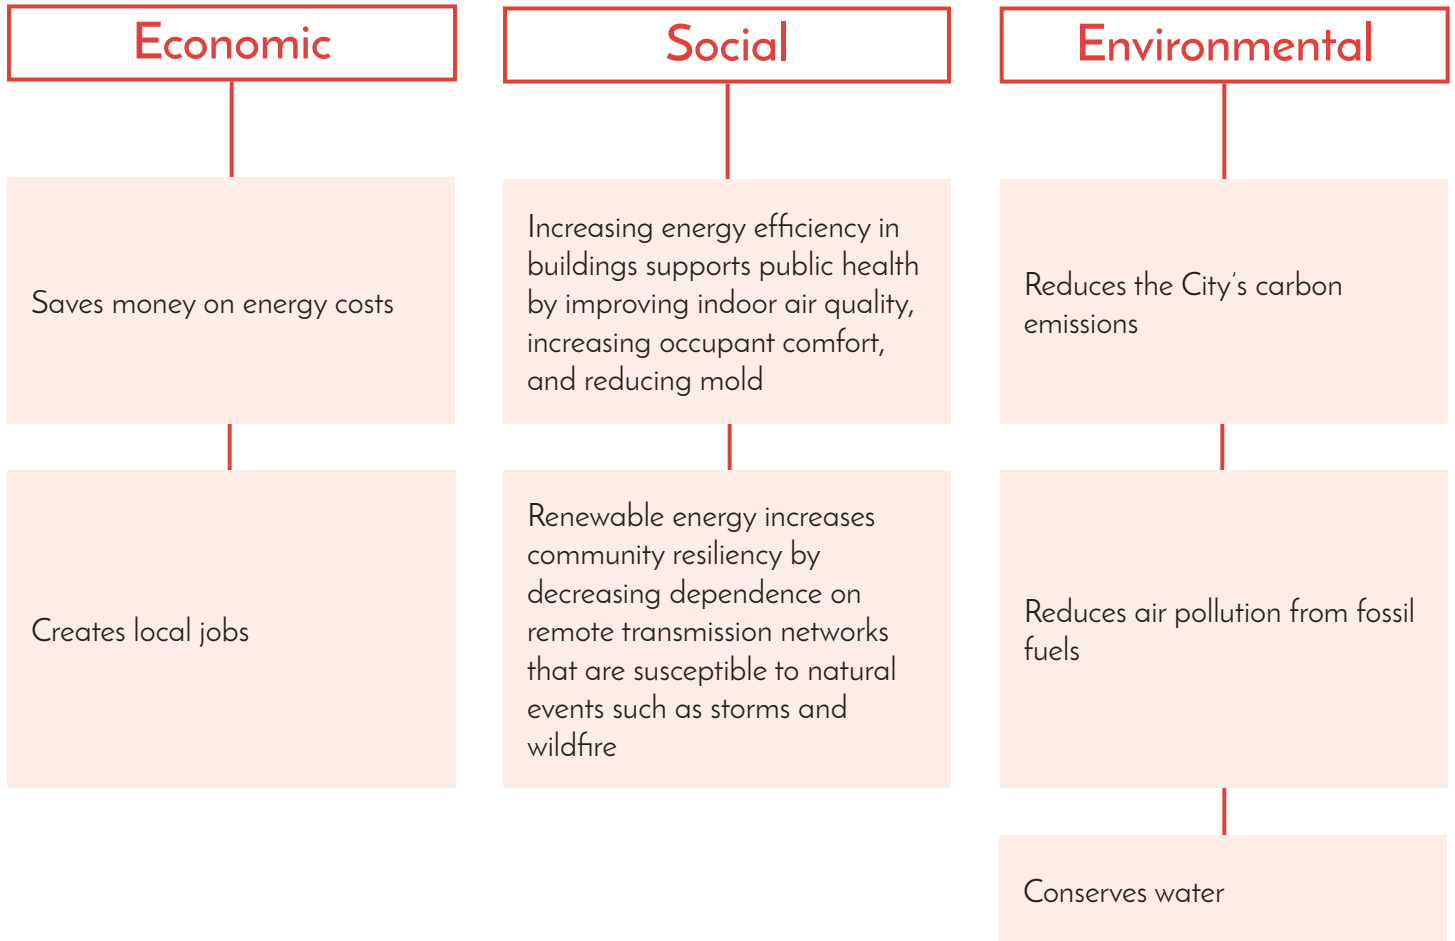 Economic
Saves money on energy costs
Creates local jobs
Social
Increasing energy efficiency in
buildings supports public health
by improving indoor air quality,
increasing occupant comfort,
and reducing mold
Renewable energy increases
community resiliency by
decreasing dependence on
remote transmission networks
that are susceptible to natural
events such as storms and
wildfire
Environmental
Reduces the City's carbon
emissions
Reduces air pollution from fossil
fuels
Conserves water